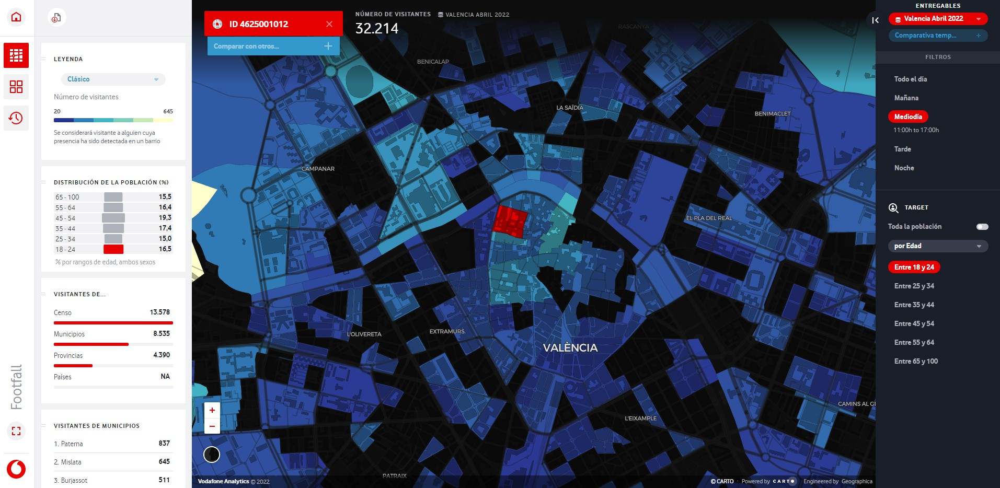 LEYENDA
Clásico
Número de visitantes
20 645
Se considerará visitante a alguien cuya
presencia ha sido detectada en un barrio
DISTRIBUCIÓN DE LA POBLACIÓN (%)
65 - 100 15,5
55 - 64 16,4
45 - 54 19,3
35 - 44 17,4
25 - 34 15,0
18 - 24 16,5
% por rangos de edad, ambos sexos
VISITANTES DE...
Censo 13.578
Municipios 8.535
Provincias 4.390
Países NA
VISITANTES DE MUNICIPIOS
1. Paterna 837
2. Mislata 645
3. Burjassot 511
Footfall
ID 4625001012
Comparar con otros...
NÚMERO DE VISITANTES VALENCIA ABRIL 2022
32.214
RASCANYA
BENICALAP
LA SAÏDIA
BENIMACLET
CAMPANAR
EL PLA DEL REAL
L'OLIVERETA
EXTRAMURS
VALÈNCIA
CAMINS AL G
L'EIXAMPLE
PATRAIX
Vodafone Analytics © 2022
© CARTO · Powered by CARTO Engineered by Geographica
ENTREGABLES
Valencia Abril 2022
Comparativa temp...
FILTROS
Todo el día
Mañana
Mediodía
11:00h to 17:00h
Tarde
Noche
TARGET
Toda la población
por Edad
Entre 18 y 24
Entre 25 y 34
Entre 35 y 44
Entre 45 y 54
Entre 55 y 64
Entre 65 y 100